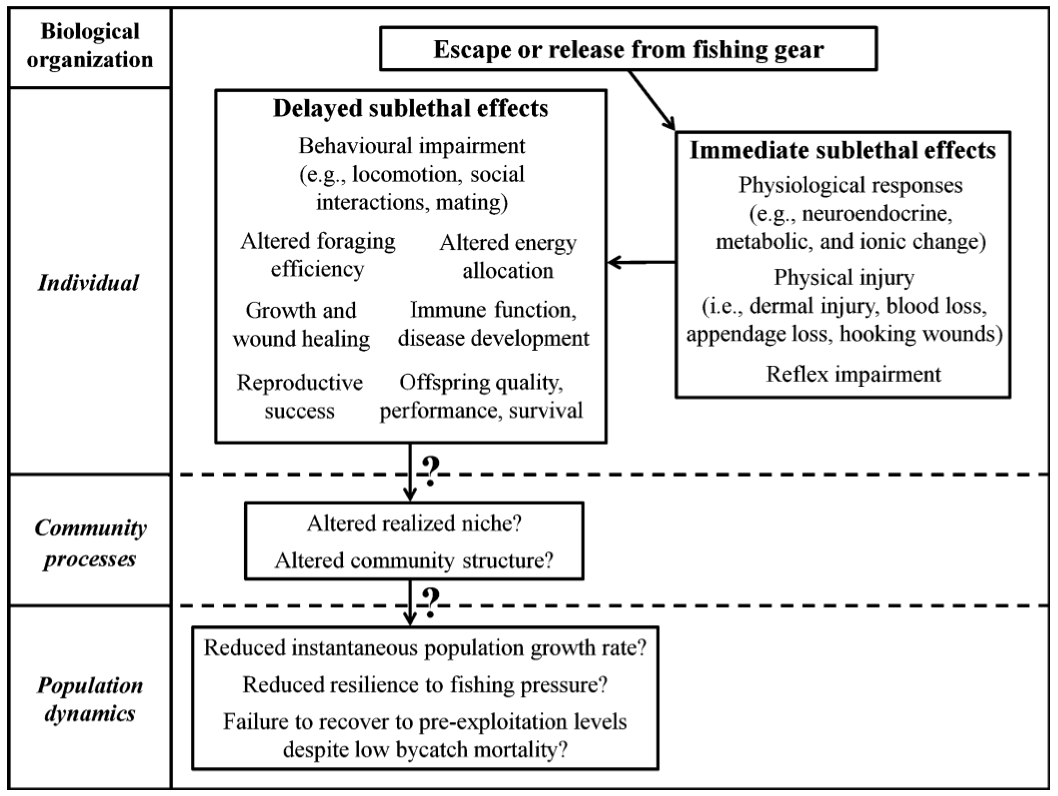 Biological
organization
Escape or release from fishing gear
Individual
Delayed sublethal effects
Behavioural impairment
(e.g., locomotion, social
interactions, mating)
Altered foraging
efficiency
Altered energy
allocation
Growth and
wound healing
Immune function,
disease development
Reproductive
success
Offspring quality,
performance, survival
Immediate sublethal effects
Physiological responses
(e.g., neuroendocrine,
metabolic, and ionic change)
Physical injury
(i.e., dermal injury, blood loss,
appendage loss, hooking wounds)
Reflex impairment
?
Community
processes
Altered realized niche?
Altered community structure?
?
Population
dynamics
Reduced instantaneous population growth rate?
Reduced resilience to fishing pressure?
Failure to recover to pre-exploitation levels
despite low bycatch mortality?